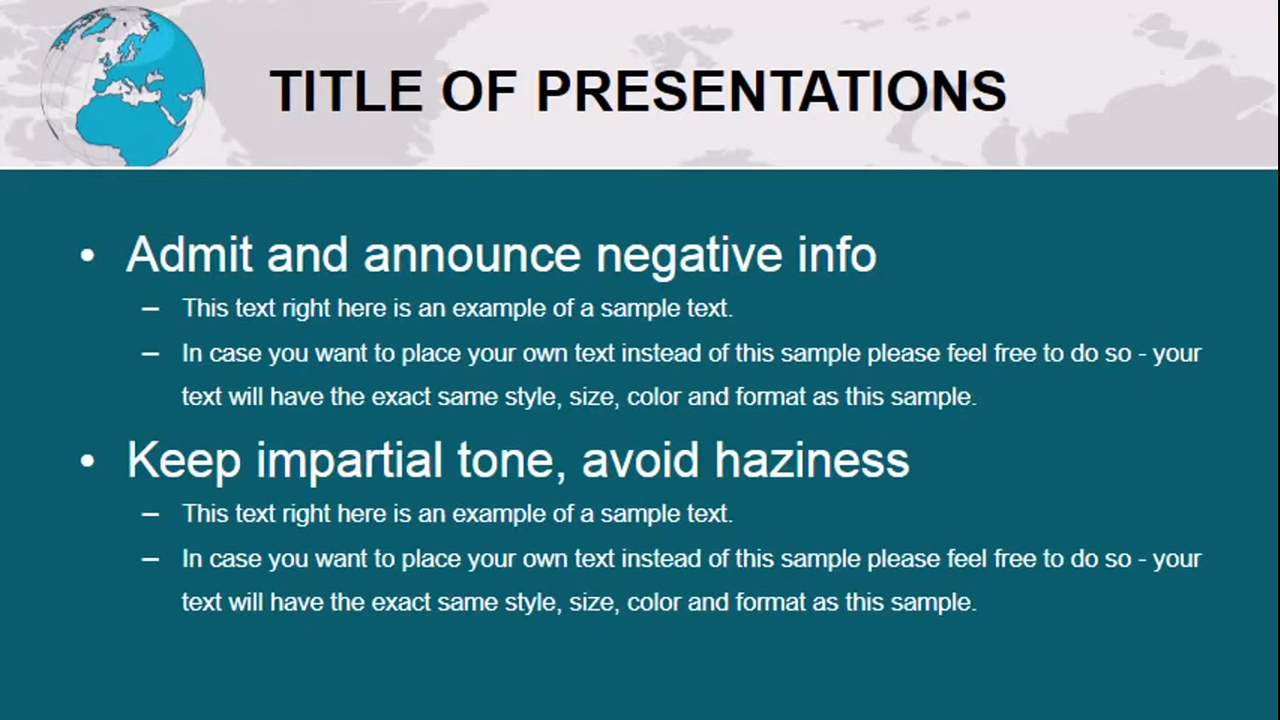 TITLE OF PRESENTATIONS
• Admit and announce negative info
– This text right here is an example of a sample text.
– In case you want to place your own text instead of this sample please feel free to do so - your
text will have the exact same style, size, color and format as this sample.
• Keep impartial tone, avoid haziness
– This text right here is an example of a sample text.
– In case you want to place your own text instead of this sample please feel free to do so - your
text will have the exact same style, size, color and format as this sample.